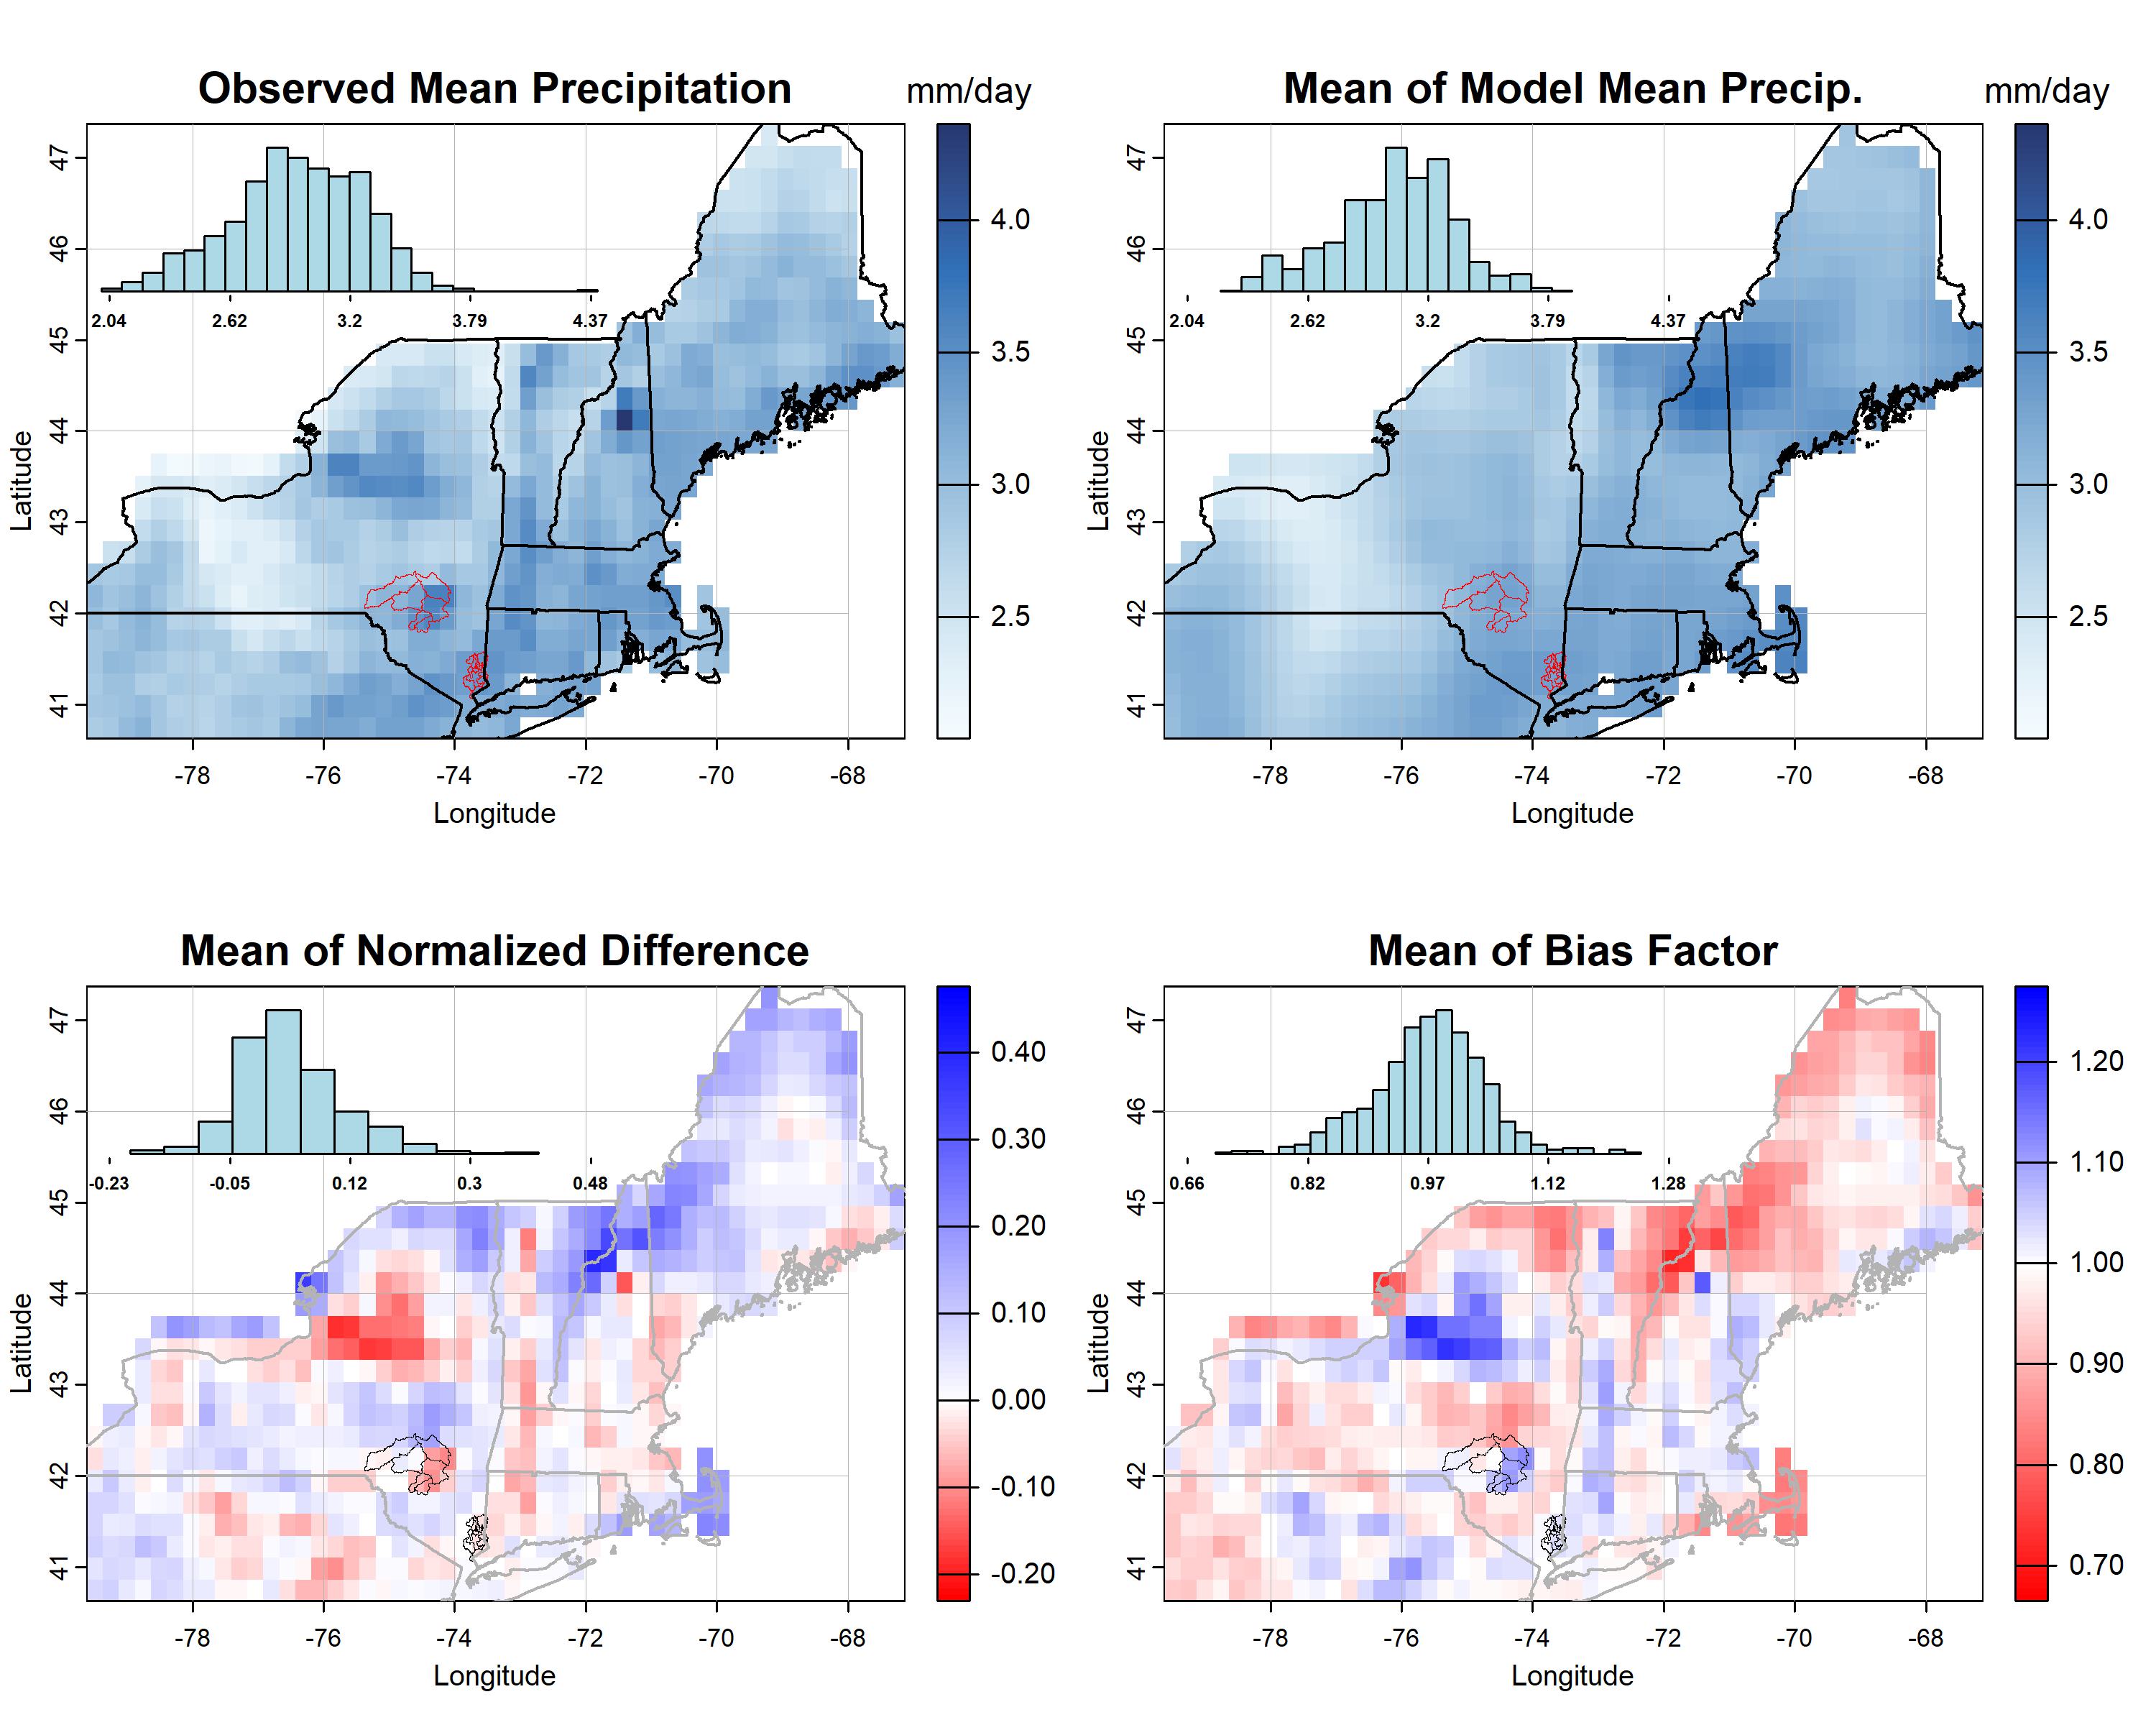 Observed Mean Precipitation
mm/day
47
46
45
44
43
42
41
Latitude
2.04 2.62 3.2 3.79 4.37
4.0
3.5
3.0
2.5
-78 -76 -74 -72 -70 -68
Longitude
Mean of Model Mean Precip.
mm/day
47
46
45
44
43
42
41
Latitude
2.04 2.62 3.2 3.79 4.37
4.0
3.5
3.0
2.5
-78 -76 -74 -72 -70 -68
Longitude
Mean of Normalized Difference
47
46
45
44
43
42
41
Latitude
-0.23 -0.05 0.12 0.3 0.48
0.40
0.30
0.20
0.10
0.00
-0.10
-0.20
-78 -76 -74 -72 -70 -68
Longitude
Mean of Bias Factor
47
46
45
44
43
42
41
Latitude
0.66 0.82 0.97 1.12 1.28
1.20
1.10
1.00
0.90
0.80
0.70
-78 -76 -74 -72 -70 -68
Longitude